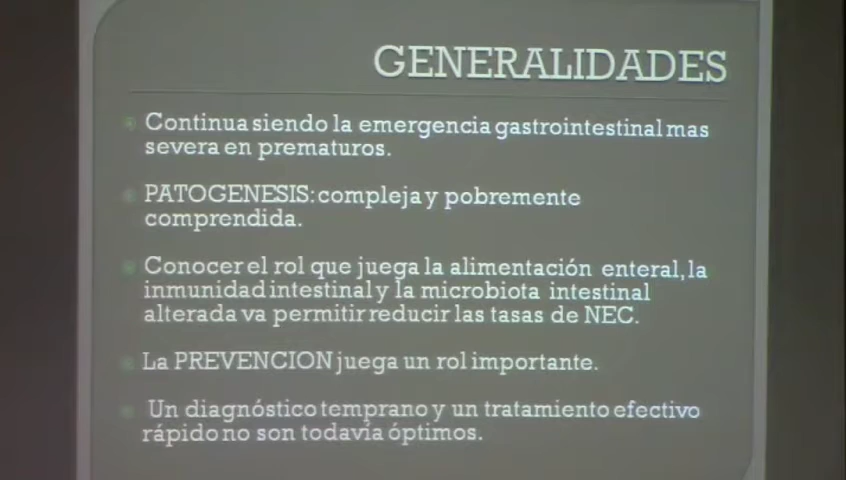 GENERALIDADES
Continua siendo la emergencia gastrointestinal mas
severa en prematuros.
PATOGENESIS: compleja y pobremente
comprendida.
Conocer el rol que juega la alimentación enteral, la
inmunidad intestinal y la microbiota intestinal
alterada va permitir reducir las tasas de NEC.
La PREVENCION juega un rol importante.
Un diagnóstico temprano y un tratamiento efectivo
rápido no son todavía óptimos.